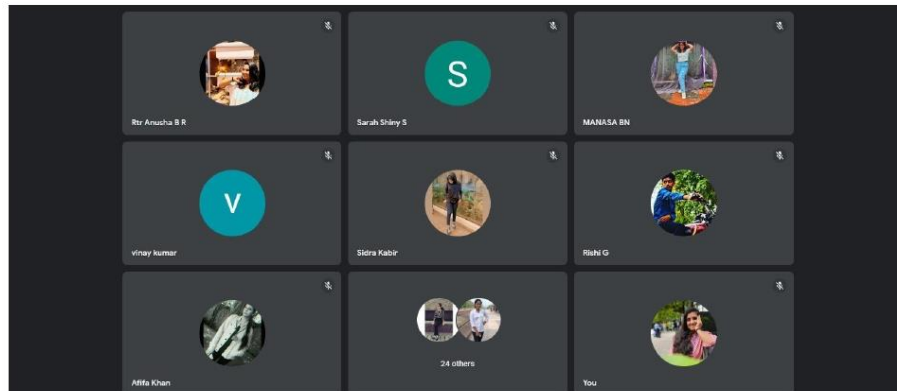 Rtr Anusha B R
S
Sarah Shiny S
MANASA BN
V
vinay kumar
Sidra Kabir
Rishi G
Afifa Khan
24 others
You